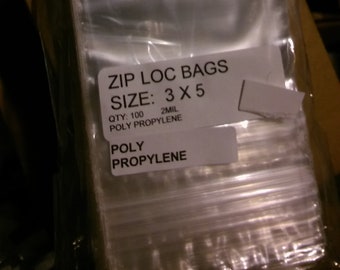 ZIP LOC BAGS
SIZE: 3 X 5
QTY: 100 2MIL
POLY PROPYLENE
POLY
PROPYLENE